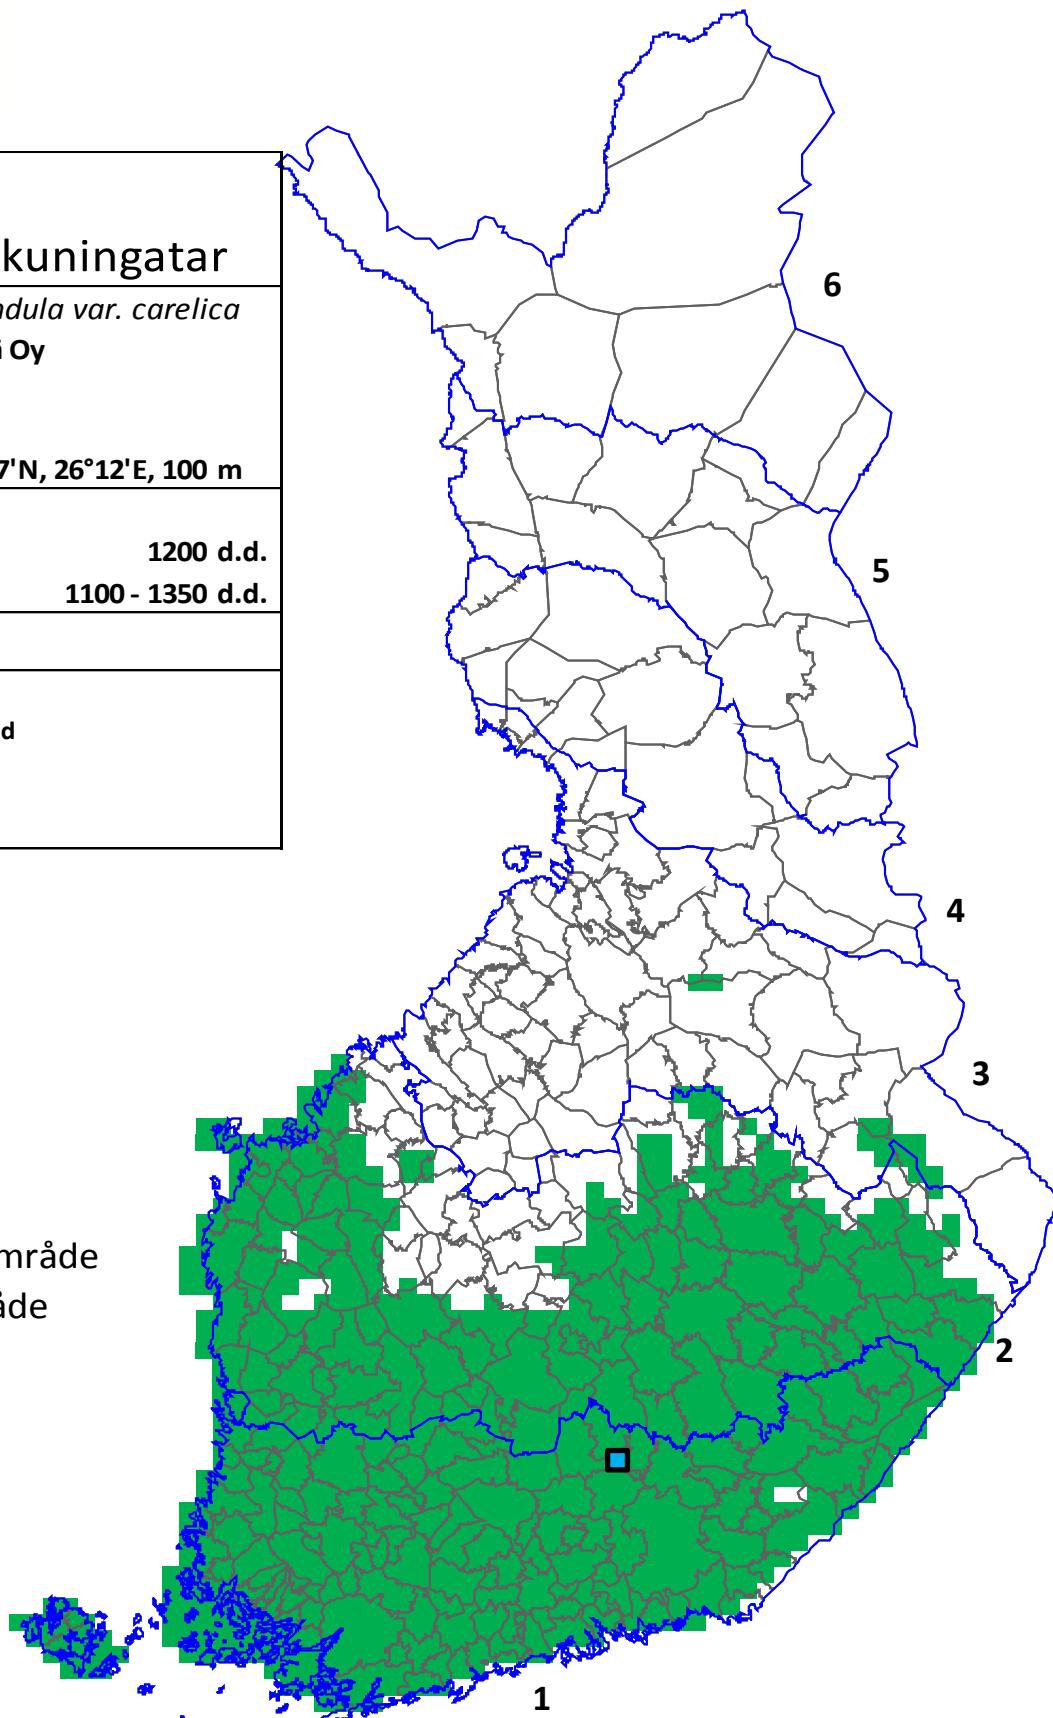 kuningatar
ndula var. carelica
Oy
7'N, 26°12'E, 100 m
1200 d.d.
1100 - 1350 d.d.
d
område
åde
6
5
4
3
2
1